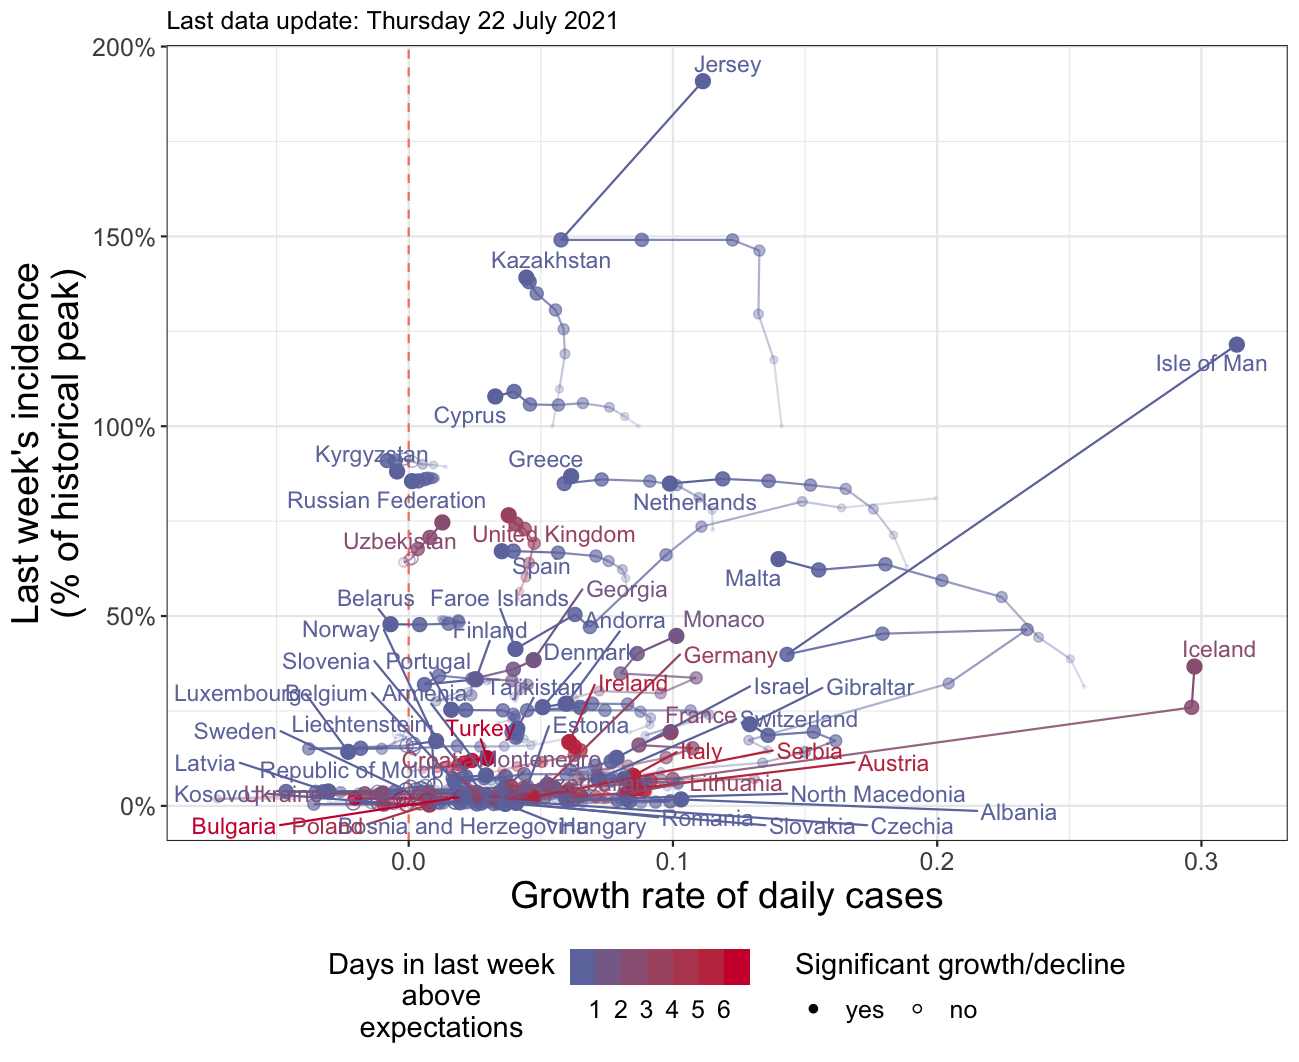 Last data update: Thursday 22 July 2021
200%
150%
100%
50%
0%
Last week's incidence
(% of historical peak)
Jersey
Kazakhstan
Isle of Man
Cyprus
Kyrgyzstan
Greece
Russian Federation
Netherlands
Uzbekistan
United Kingdom
Spain
Malta
Georgia
Belarus
Faroe Islands
Andorra
Monaco
Norway
Finland
Denmark
Germany
Iceland
Slovenia
Portugal
Luxembourg
Belgium
Armenia
Tajikistan
Ireland
Israel
Gibraltar
Sweden
Liechtenstein
Turkey
Estonia
France
Switzerland
Latvia
Republic of Moldova
Croatia
Montenegro
Italy
Serbia
Austria
Kosovo
Ukraine
Lithuania
North Macedonia
Albania
Bulgaria
Poland
Bosnia and Herzegovina
Hungary
Romania
Slovakia
Czechia
0.0
0.1
0.2
0.3
Growth rate of daily cases
Days in last week
above
expectations
1 2 3 4 5 6
Significant growth/decline
yes
no